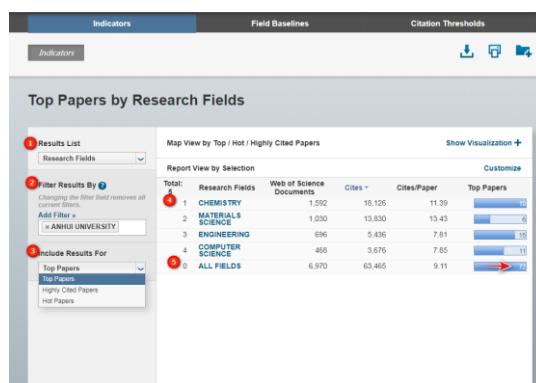 Indicators Field Baselines Citation Thresholds
Indicators
Top Papers by Research Fields
1 Results List
Research Fields
2 Filter Results By ?
Changing the filter field removes all
current filters.
Add Filter »
× ANHUI UNIVERSITY
3 Include Results For
Top Papers
Top Papers
Highly Cited Papers
Hot Papers
Map View by Top / Hot / Highly Cited Papers Show Visualization +
Report View by Selection Customize
Total: Research Fields Web of Science Documents Cites Cites/Paper Top Papers
4 1 CHEMISTRY 1,592 18,126 11.39
2 MATERIALS SCIENCE 1,030 13,830 13.43 6
3 ENGINEERING 696 5,436 7.81 15
4 COMPUTER SCIENCE 468 3,676 7.85 11
5 0 ALL FIELDS 6,970 63,465 9.11